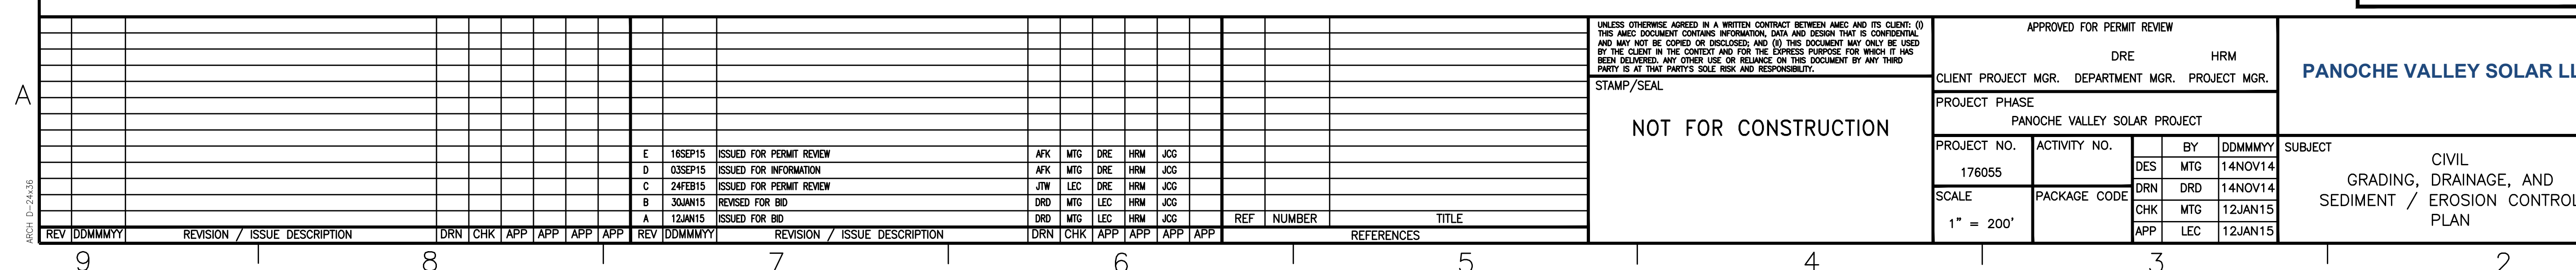 A
ARCH D-24x36
REV DDMMMYY REVISION / ISSUE DESCRIPTION DRN CHK APP APP APP APP
E 16SEP15 ISSUED FOR PERMIT REVIEW AFK MTG DRE HRM JCG
D 03SEP15 ISSUED FOR INFORMATION AFK MTG DRE HRM JCG
C 24FEB15 ISSUED FOR PERMIT REVIEW JTW LEC DRE HRM JCG
B 30JAN15 REVISED FOR BID DRD MTG LEC HRM JCG
A 12JAN15 ISSUED FOR BID DRD MTG LEC HRM JCG
REV DDMMMYY REVISION / ISSUE DESCRIPTION DRN CHK APP APP APP APP
REF NUMBER TITLE
REFERENCES
UNLESS OTHERWISE AGREED IN A WRITTEN CONTRACT BETWEEN AMEC AND ITS CLIENT: (I)
THIS AMEC DOCUMENT CONTAINS INFORMATION, DATA AND DESIGN THAT IS CONFIDENTIAL
AND MAY NOT BE COPIED OR DISCLOSED; AND (II) THIS DOCUMENT MAY ONLY BE USED
BY THE CLIENT IN THE CONTEXT AND FOR THE EXPRESS PURPOSE FOR WHICH IT HAS
BEEN DELIVERED. ANY OTHER USE OR RELIANCE ON THIS DOCUMENT BY ANY THIRD
PARTY IS AT THAT PARTY'S SOLE RISK AND RESPONSIBILITY.
STAMP/SEAL
NOT FOR CONSTRUCTION
APPROVED FOR PERMIT REVIEW
DRE HRM
CLIENT PROJECT MGR. DEPARTMENT MGR. PROJECT MGR.
PROJECT PHASE
PANOCHE VALLEY SOLAR PROJECT
PROJECT NO. ACTIVITY NO.
176055
SCALE PACKAGE CODE
1" = 200'
BY DDMMMYY
DES MTG 14NOV14
DRN DRD 14NOV14
CHK MTG 12JAN15
APP LEC 12JAN15
PANOCHE VALLEY SOLAR LL
SUBJECT
CIVIL
GRADING, DRAINAGE, AND
SEDIMENT / EROSION CONTROL
PLAN
9 8 7 6 5 4 3 2